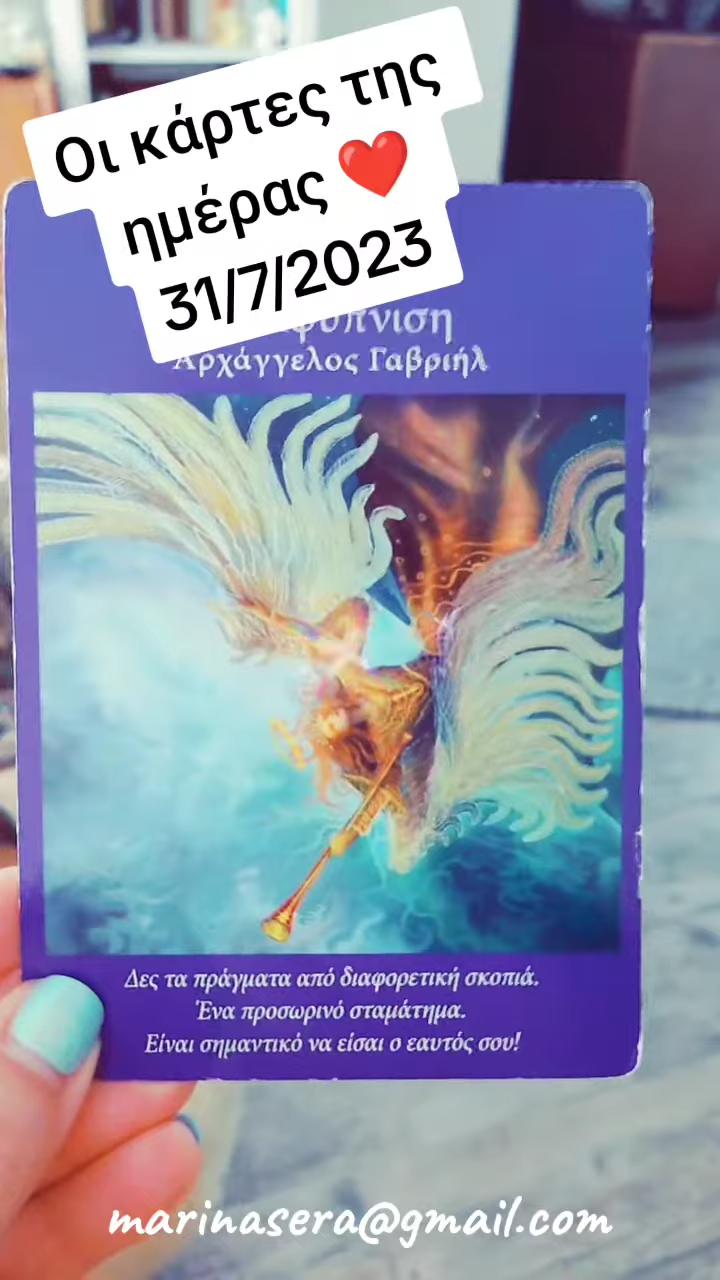 Οι κάρτες της
ημέρας ❤️
31/7/2023
Αρχάγγελος Γαβριήλ
Δες τα πράγματα από διαφορετική σκοπιά.
Ένα προσωρινό σταμάτημα.
Είναι σημαντικό να είσαι ο εαυτός σου!
marinasera@gmail.com